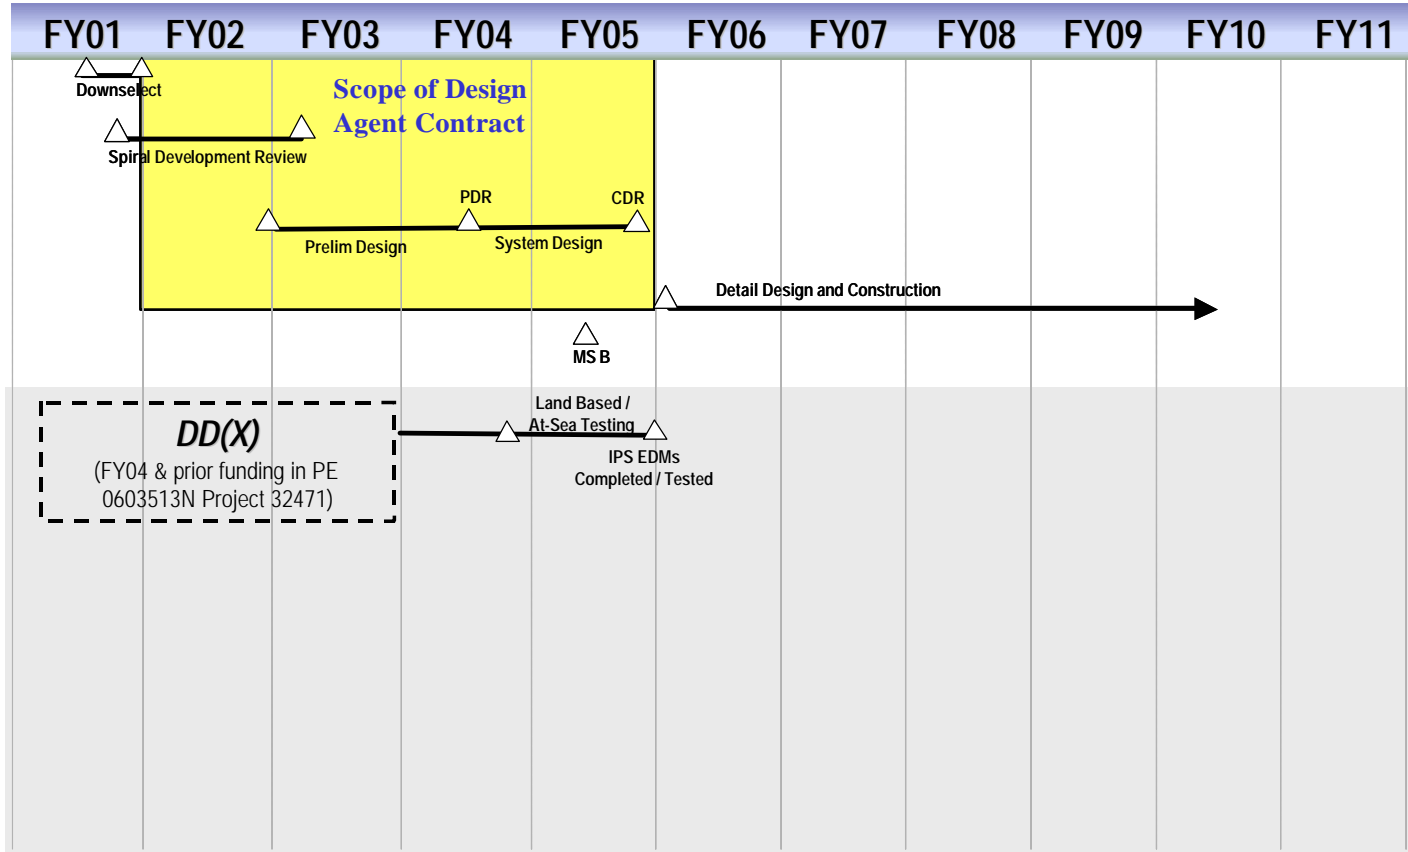 FY01 FY02 FY03 FY04 FY05 FY06 FY07 FY08 FY09 FY10 FY11
Downselect
Scope of Design
Agent Contract
Spiral Development Review
PDR
CDR
Prelim Design
System Design
Detail Design and Construction
MS B
DD(X)
(FY04 & prior funding in PE
0603513N Project 32471)
Land Based /
At-Sea Testing
IPS EDMs
Completed / Tested